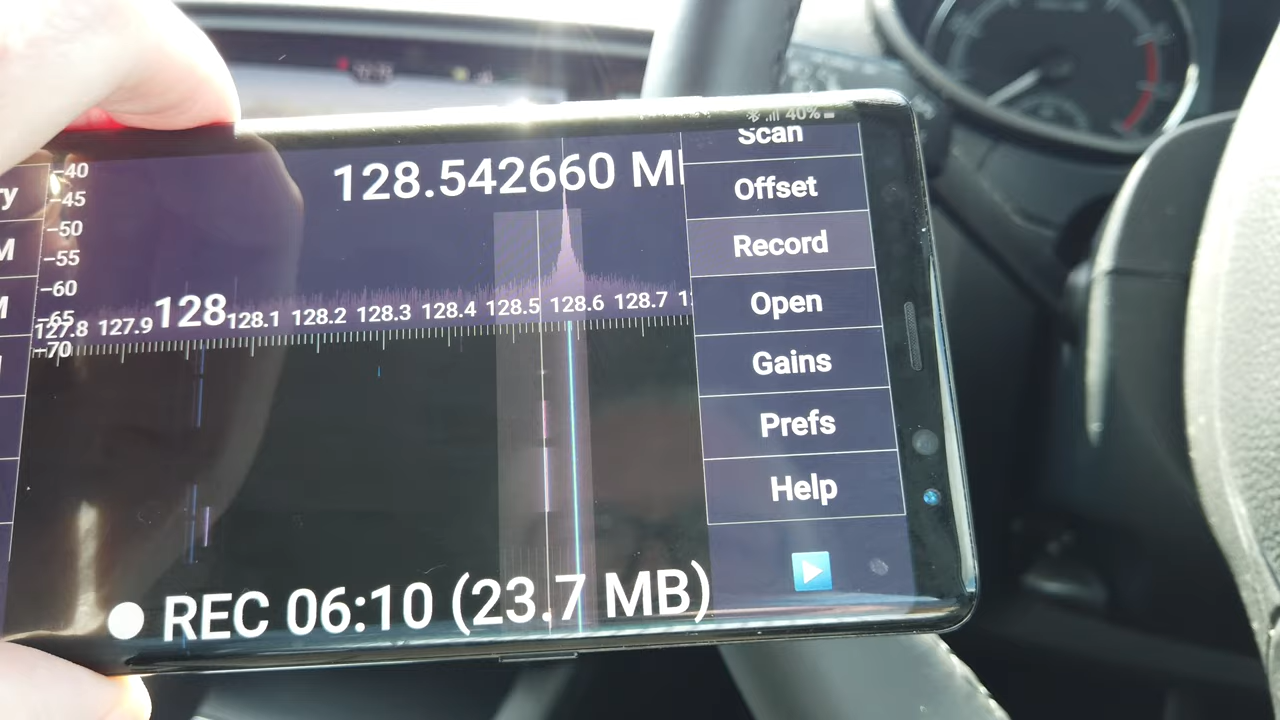 40%
Scan
128.542660 M
Offset
Record
Open
Gains
Prefs
Help
-40
-45
-50
-55
-60
-65
-70
127.8 127.9 128 128.1 128.2 128.3 128.4 128.5 128.6 128.7
REC 06:10 (23.7 MB)
y
M
M